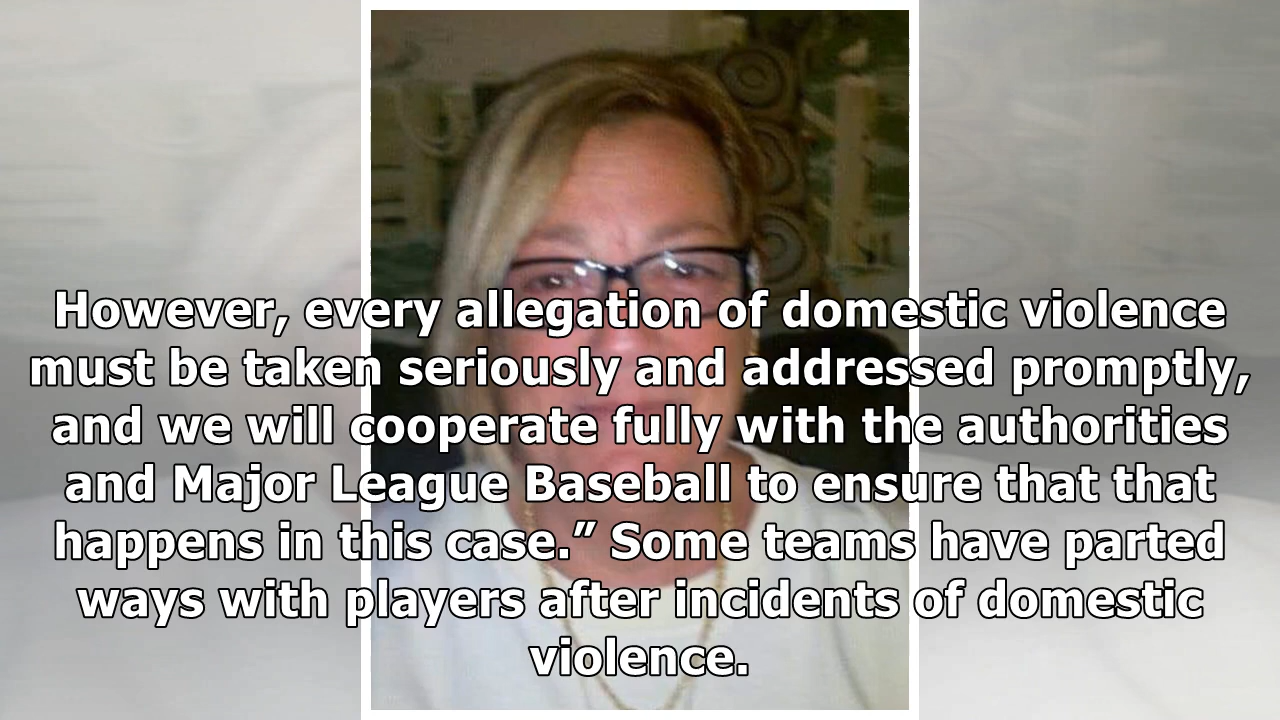 However, every allegation of domestic violence
must be taken seriously and addressed promptly,
and we will cooperate fully with the authorities
and Major League Baseball to ensure that that
happens in this case.” Some teams have parted
ways with players after incidents of domestic
violence.